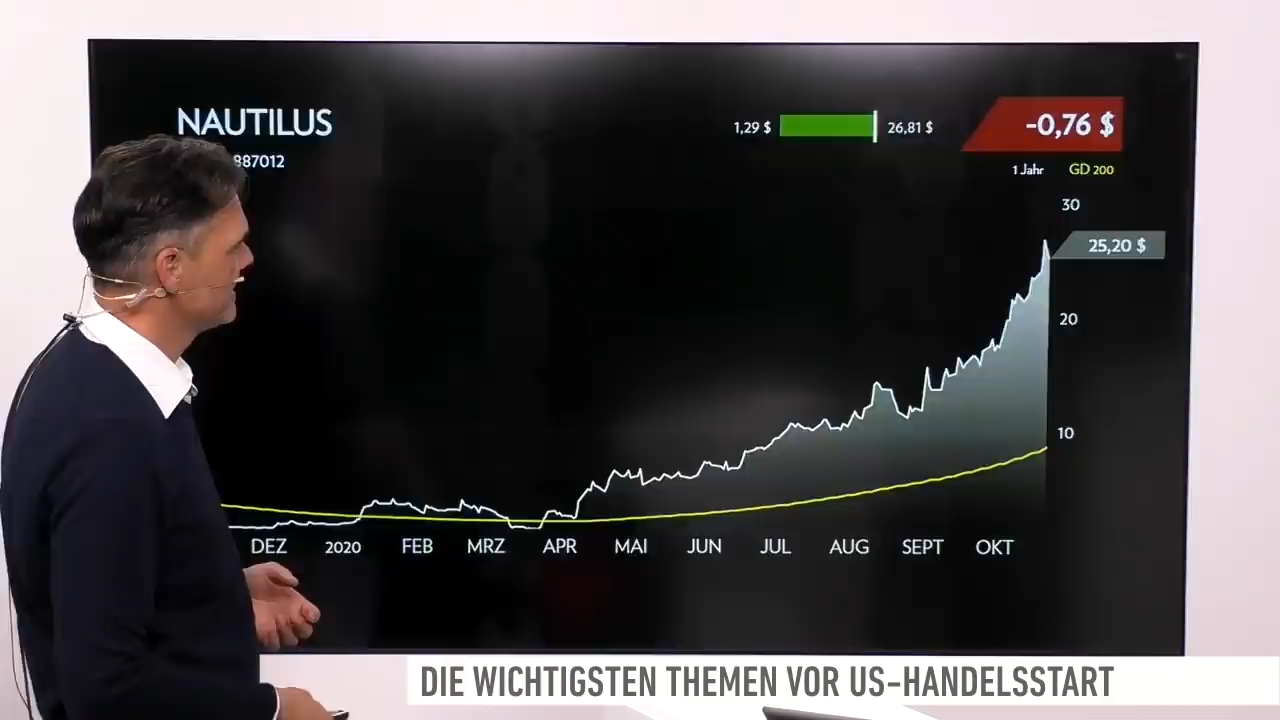 NAUTILUS
887012
1,29 $
26,81 $
-0,76 $
1 Jahr
GD 200
30
25,20 $
20
10
DEZ
2020
FEB
MRZ
APR
MAI
JUN
JUL
AUG
SEPT
OKT
DIE WICHTIGSTEN THEMEN VOR US-HANDELSSTART